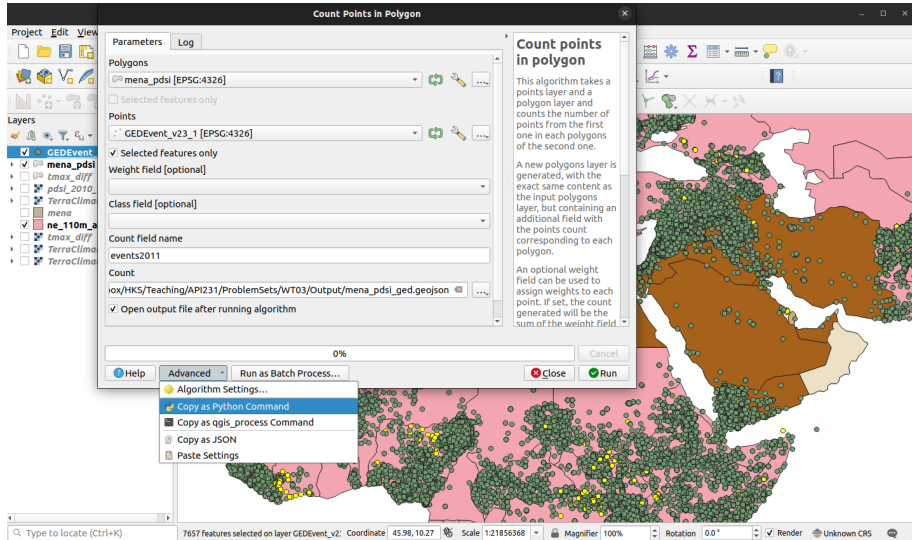 Count Points in Polygon
Project Edit View
Parameters
Log
Polygons
mena_pdsi [EPSG:4326]
Selected features only
Points
GEDEvent_v23_1 [EPSG:4326]
Selected features only
Weight field [optional]
Class field [optional]
Count field name
events2011
Count
ox/HKS/Teaching/API231/ProblemSets/WT03/Output/mena_pdsi_ged.geojson
Open output file after running algorithm
0%
Cancel
Help
Advanced
Run as Batch Process...
Close
Run
Algorithm Settings...
Copy as Python Command
Copy as qgis_process Command
Copy as JSON
Paste Settings
Count points
in polygon
This algorithm takes a
points layer and a
polygon layer and
counts the number of
points from the first
one in each polygons
of the second one.
A new polygons layer is
generated, with the
exact same content as
the input polygons
layer, but containing an
additional field with
the points count
corresponding to each
polygon.
An optional weight
field can be used to
assign weights to each
point. If set, the count
generated will be the
sum of the weight field
Layers
GEDEvent_
mena_pdsi
tmax_diff
pdsi_2010_
TerraClima
mena
ne_110m_a
tmax_diff
TerraClima
TerraClima
Type to locate (Ctrl+K)
7657 features selected on layer GEDEvent_v2
Coordinate 45.98, 10.27
Scale 1:21856368
Magnifier 100%
Rotation 0.0°
Render
Unknown CRS